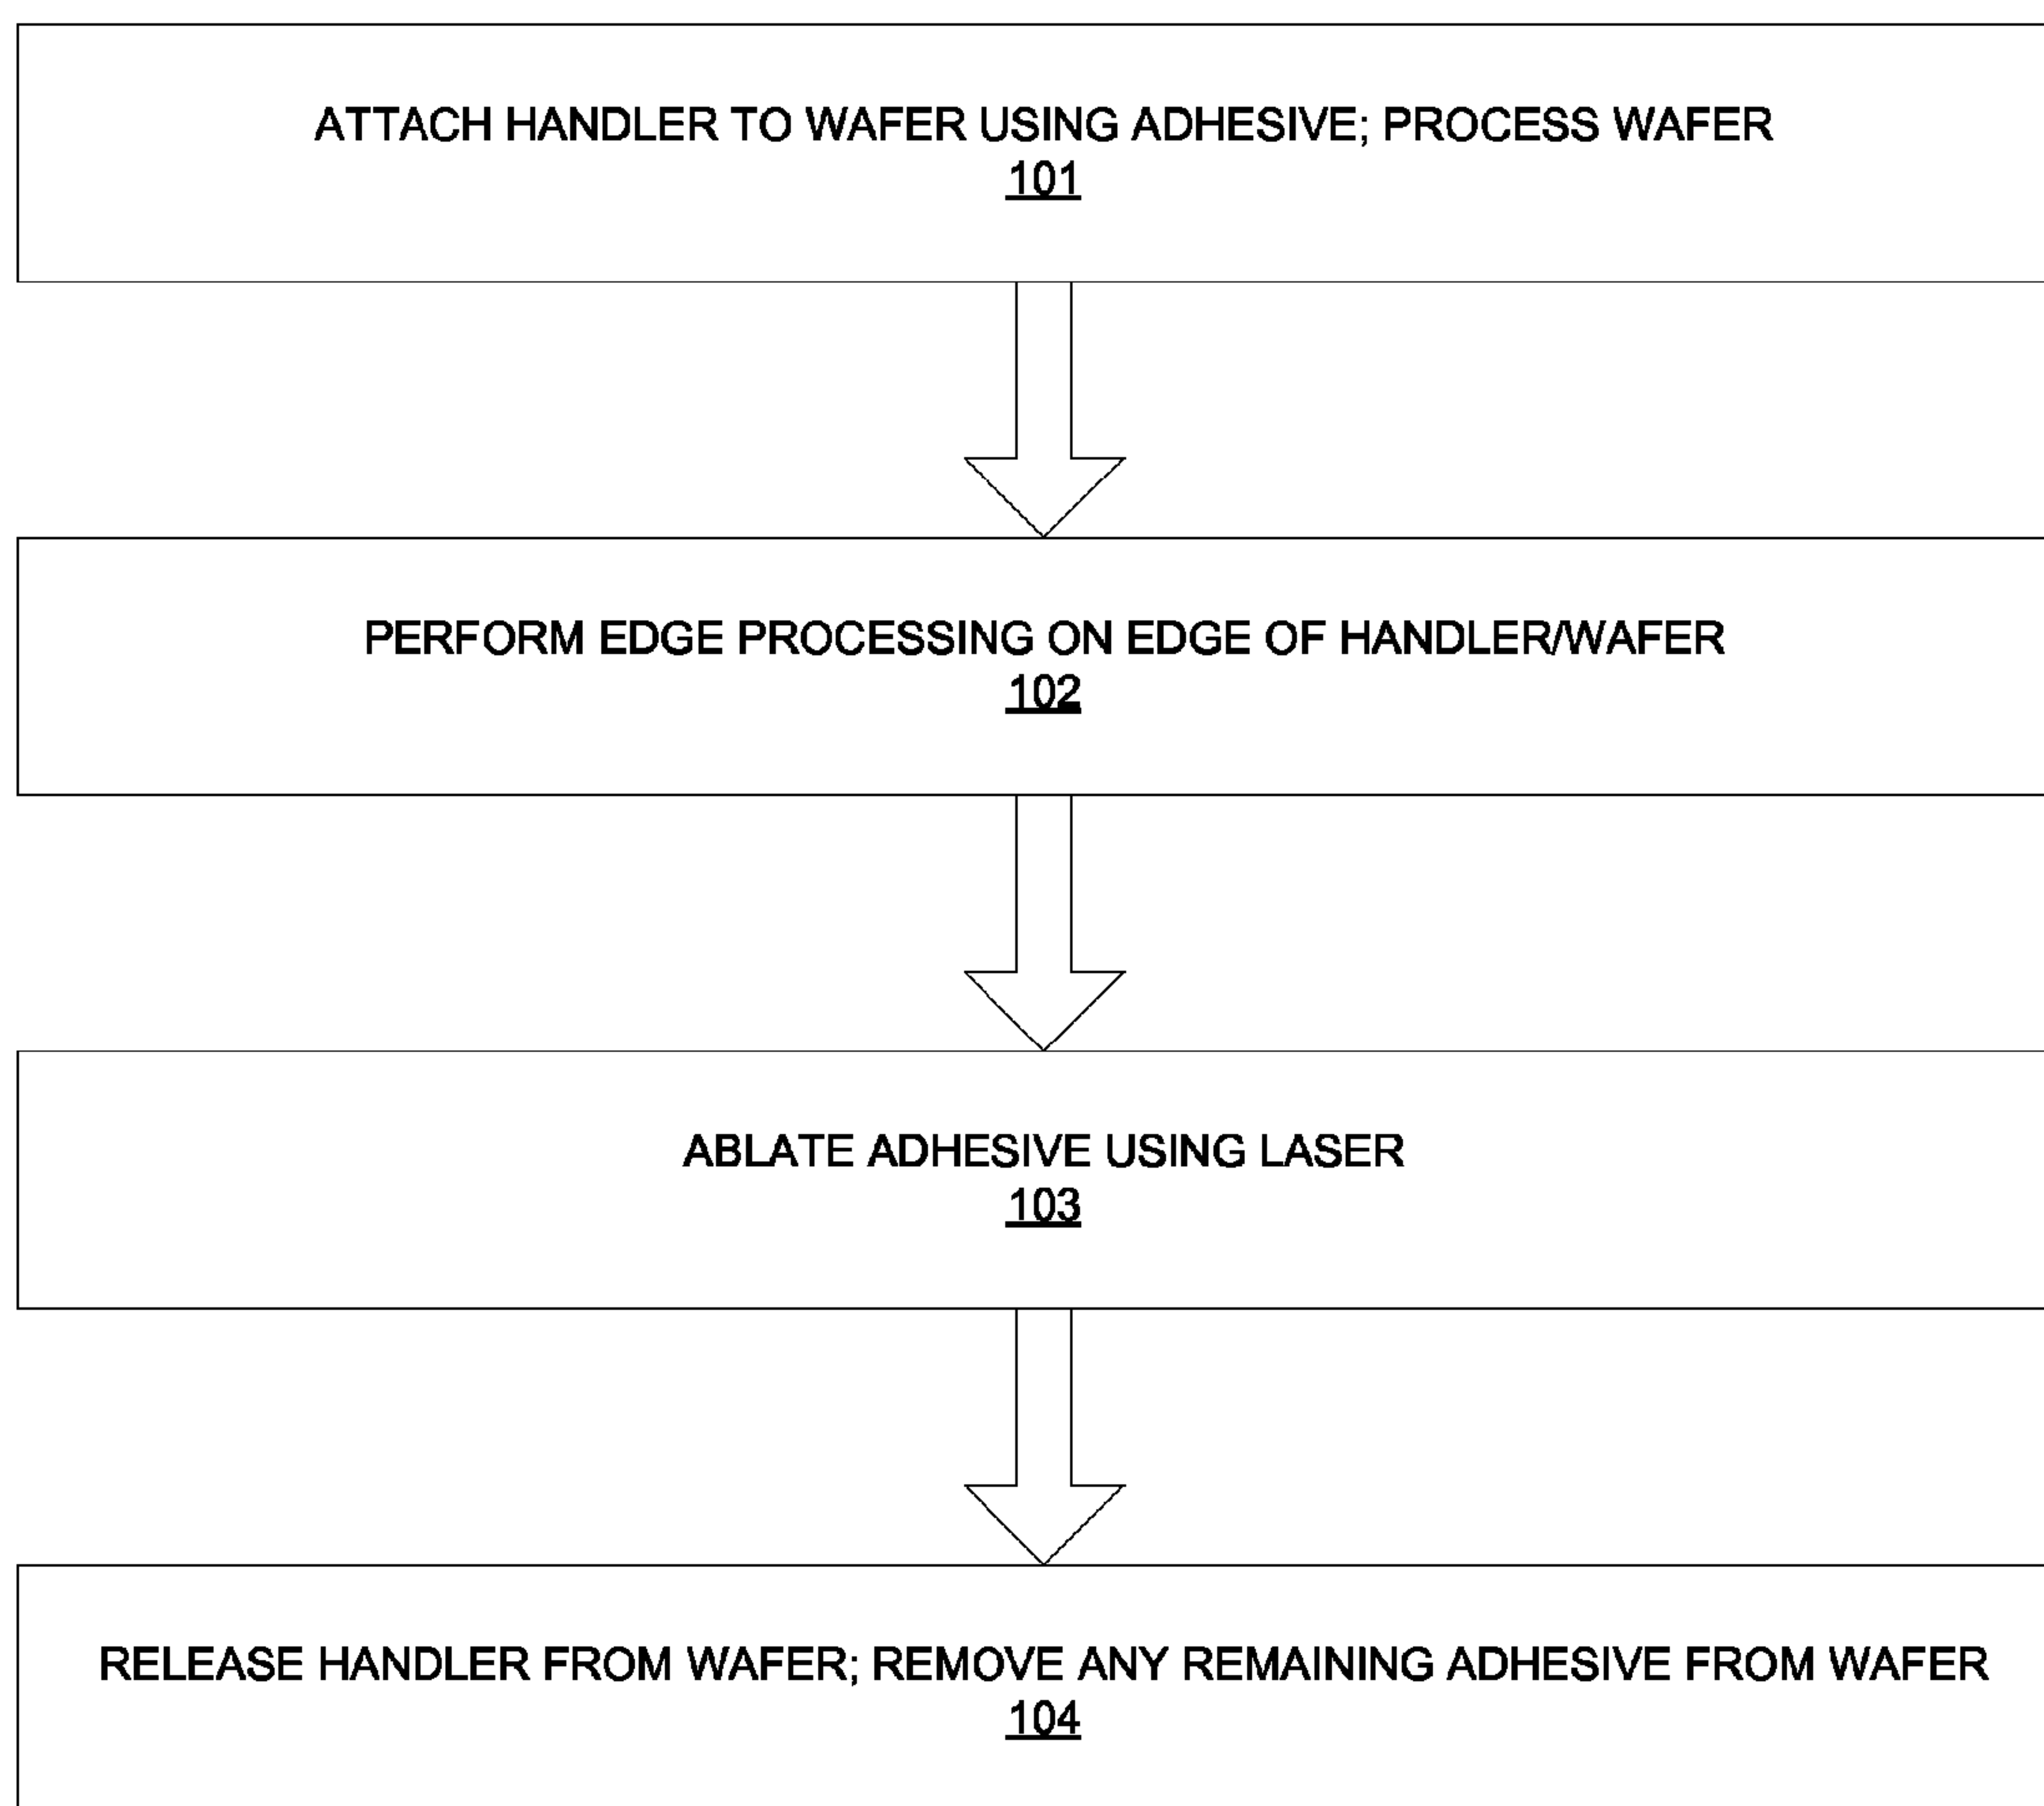 ATTACH HANDLER TO WAFER USING ADHESIVE; PROCESS WAFER
101
PERFORM EDGE PROCESSING ON EDGE OF HANDLER/WAFER
102
ABLATE ADHESIVE USING LASER
103
RELEASE HANDLER FROM WAFER; REMOVE ANY REMAINING ADHESIVE FROM WAFER
104